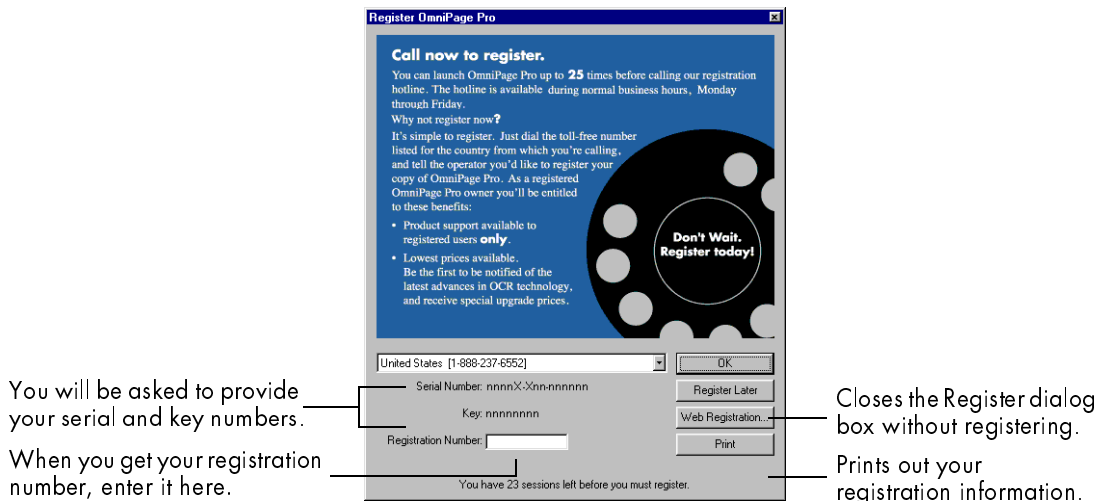 Register OmniPage Pro
Call now to register.
You can launch OmniPage Pro up to 25 times before calling our registration
hotline. The hotline is available during normal business hours, Monday
through Friday.
Why not register now?
It's simple to register. Just dial the toll-free number
listed for the country from which you're calling,
and tell the operator you'd like to register your
copy of OmniPage Pro. As a registered
OmniPage Pro owner you'll be entitled
to these benefits:
• Product support available to
registered users only.
• Lowest prices available.
Be the first to be notified of the
latest advances in OCR technology,
and receive special upgrade prices.
Don't Wait.
Register today!
United States [1-888-237-6552]
OK
Serial Number: nnnnX-Xnn-nnnnnn
Register Later
Key: nnnnnnnn
Web Registration...
Registration Number:
Print
You have 23 sessions left before you must register.
You will be asked to provide
your serial and key numbers.
When you get your registration
number, enter it here.
Closes the Register dialog
box without registering.
Prints out your
registration information.